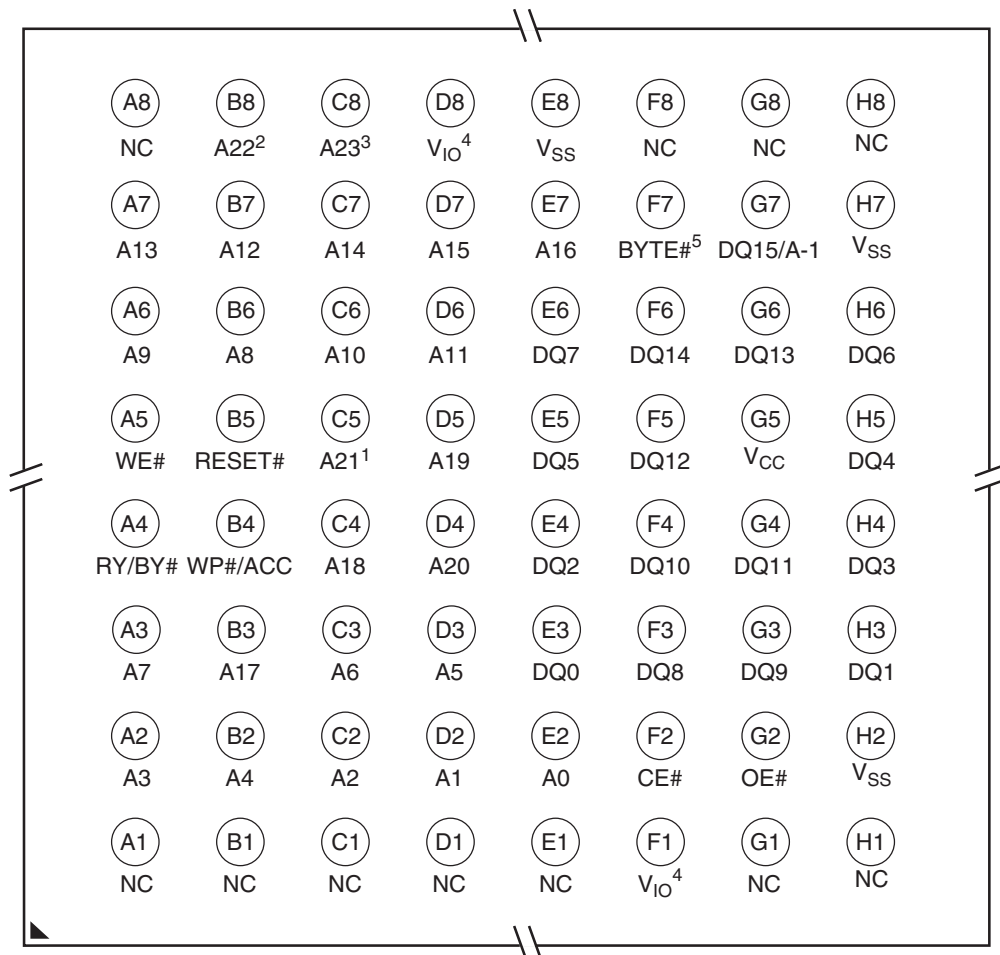 A8 B8 C8 D8 E8 F8 G8 H8
NC A22² A23³ V_IO⁴ V_SS NC NC NC
A7 B7 C7 D7 E7 F7 G7 H7
A13 A12 A14 A15 A16 BYTE#⁵ DQ15/A-1 V_SS
A6 B6 C6 D6 E6 F6 G6 H6
A9 A8 A10 A11 DQ7 DQ14 DQ13 DQ6
A5 B5 C5 D5 E5 F5 G5 H5
WE# RESET# A21¹ A19 DQ5 DQ12 V_CC DQ4
A4 B4 C4 D4 E4 F4 G4 H4
RY/BY# WP#/ACC A18 A20 DQ2 DQ10 DQ11 DQ3
A3 B3 C3 D3 E3 F3 G3 H3
A7 A17 A6 A5 DQ0 DQ8 DQ9 DQ1
A2 B2 C2 D2 E2 F2 G2 H2
A3 A4 A2 A1 A0 CE# OE# V_SS
A1 B1 C1 D1 E1 F1 G1 H1
NC NC NC NC NC V_IO⁴ NC NC